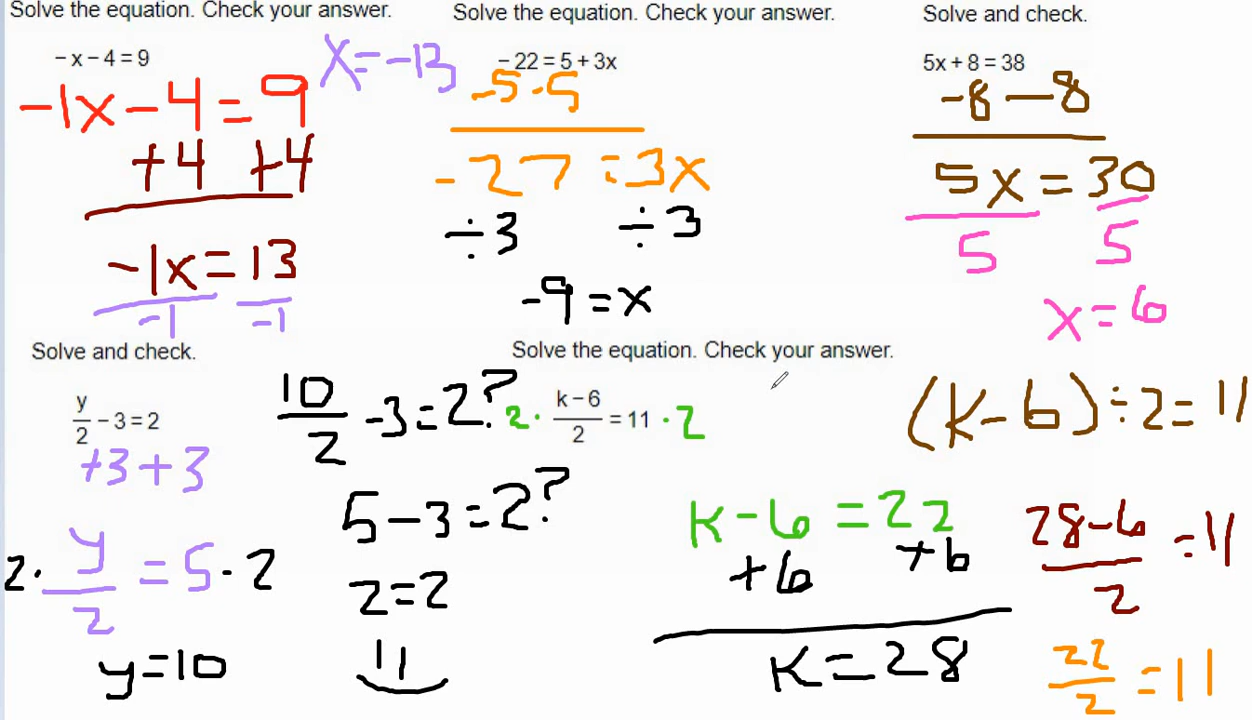 Solve the equation. Check your answer.
-x-4=9
x=-13
-1x-4=9
+4 +4
-1x=13
-1 -1
Solve the equation. Check your answer.
-22=5+3x
-5 -5
-27=3x
÷3 ÷3
-9=x
Solve and check.
5x+8=38
-8 -8
5x=30
5 5
x=6
Solve and check.
y
2 -3=2
+3 +3
2· y =5·2
2
y=10
10
2 -3=2?
5-3=2?
2=2
Solve the equation. Check your answer.
2· k-6 =11 ·2
2
k-6=22
+6 +6
k=28
(k-6)÷2=11
28-6 =11
2
22 =11
2